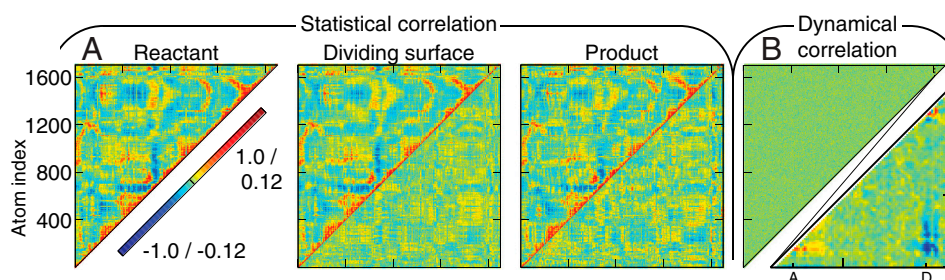 Statistical correlation
Dynamical
correlation
A
B
Reactant
Dividing surface
Product
Atom index
1600
1200
800
400
1.0 /
0.12
-1.0 / -0.12
A
D